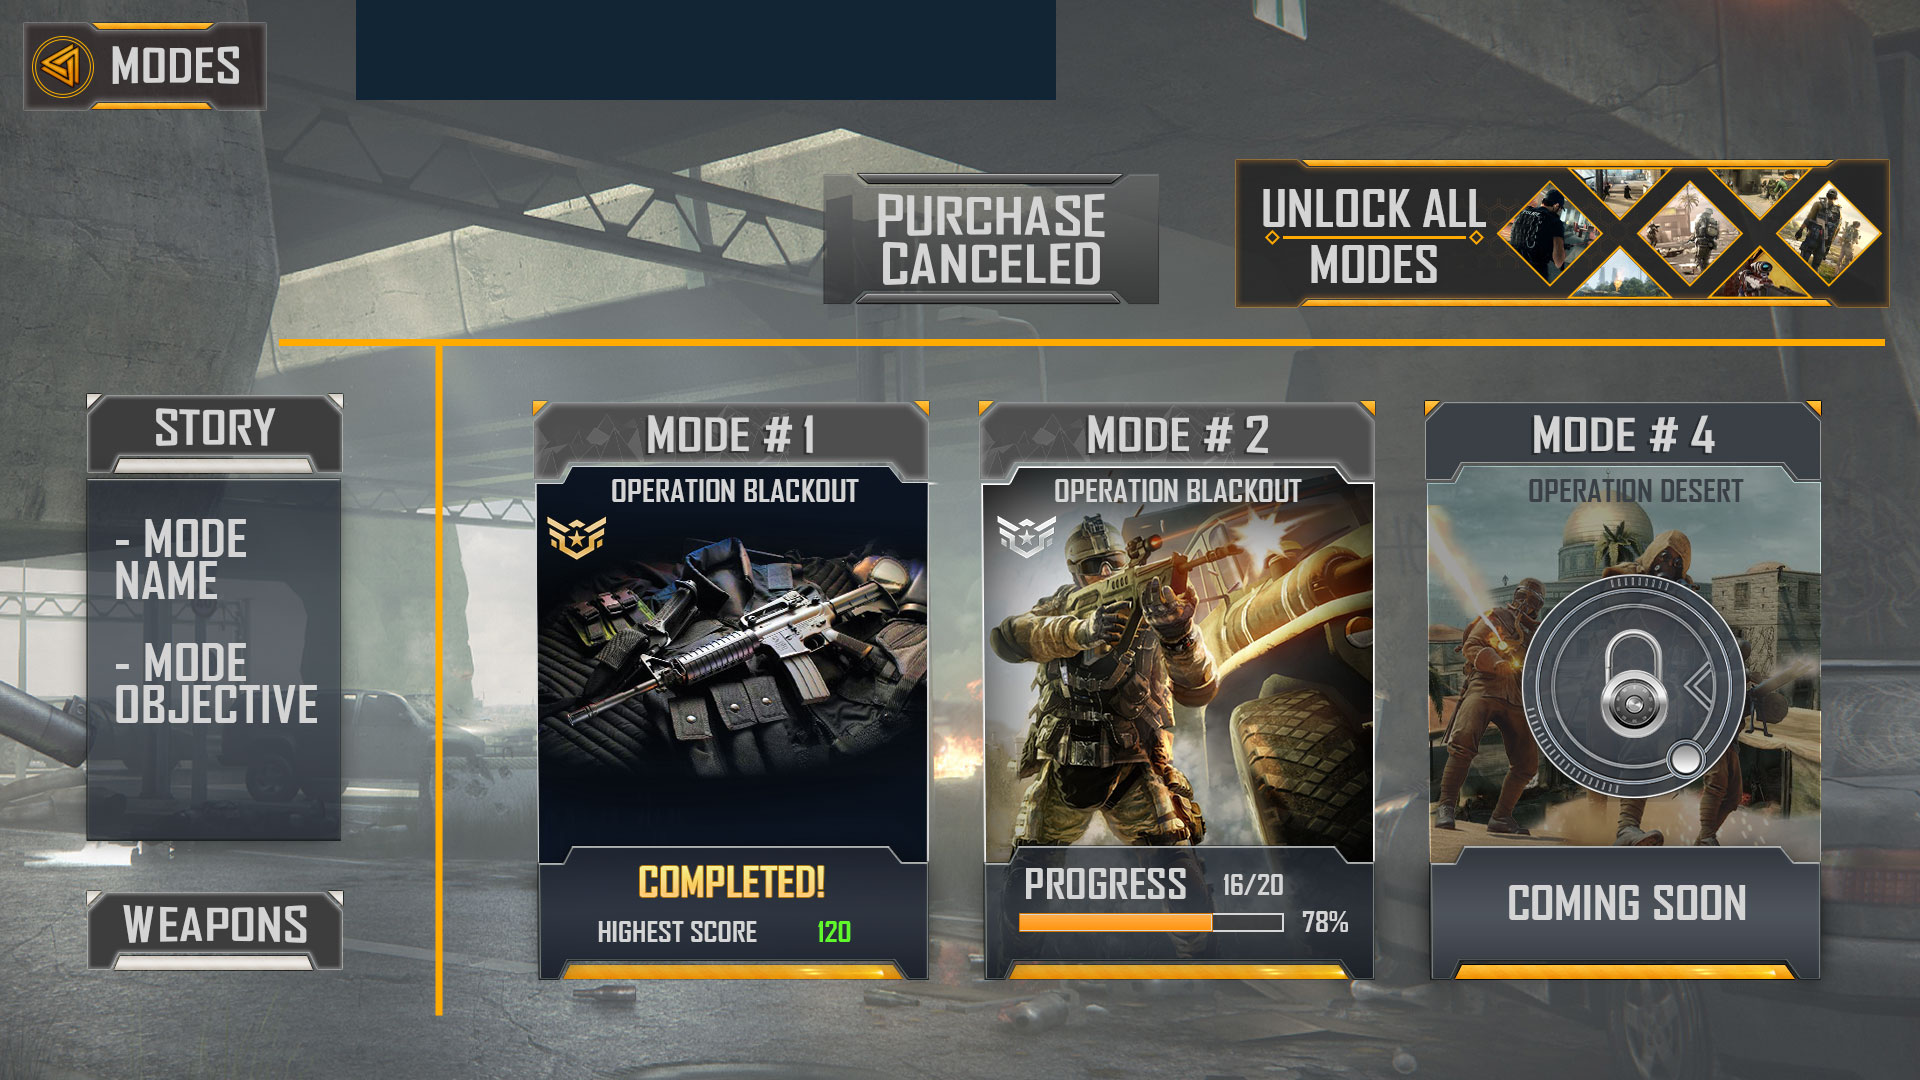 MODES
PURCHASE
CANCELED
UNLOCK ALL
MODES
STORY
- MODE
NAME
- MODE
OBJECTIVE
WEAPONS
MODE # 1
OPERATION BLACKOUT
COMPLETED!
HIGHEST SCORE 120
MODE # 2
OPERATION BLACKOUT
PROGRESS 16/20
78%
MODE # 4
OPERATION DESERT
COMING SOON